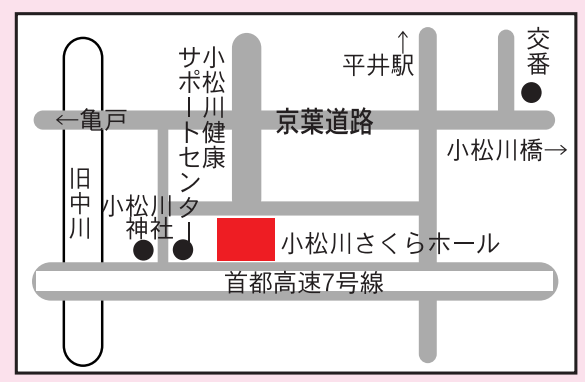 交番
↑
平井駅
小松川健康
サポートセンター
←亀戸
京葉道路
小松川橋→
旧中川
小松川
神社
小松川さくらホール
首都高速7号線